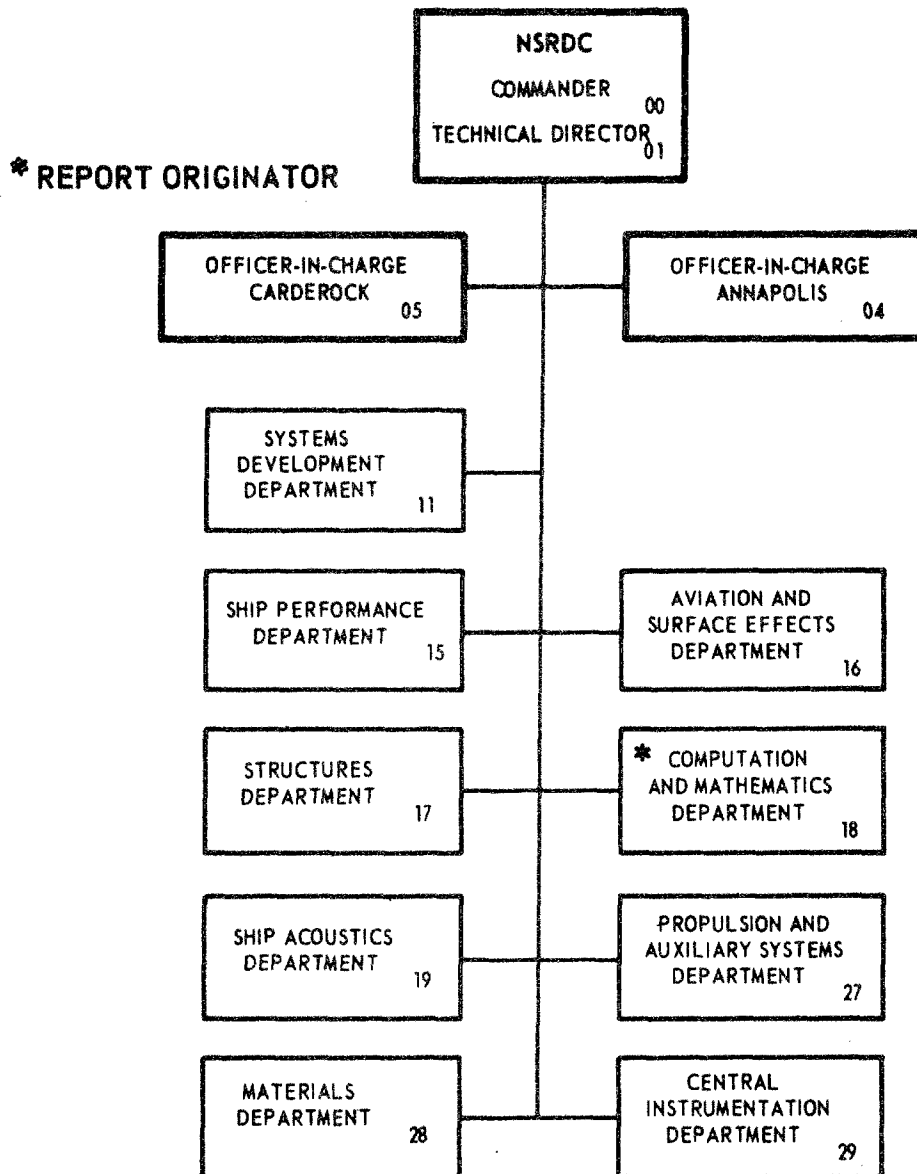 NSRDC
COMMANDER
00
TECHNICAL DIRECTOR
01
* REPORT ORIGINATOR
OFFICER-IN-CHARGE
CARDEROCK
05
OFFICER-IN-CHARGE
ANNAPOLIS
04
SYSTEMS
DEVELOPMENT
DEPARTMENT
11
SHIP PERFORMANCE
DEPARTMENT
15
AVIATION AND
SURFACE EFFECTS
DEPARTMENT
16
STRUCTURES
DEPARTMENT
17
* COMPUTATION
AND MATHEMATICS
DEPARTMENT
18
SHIP ACOUSTICS
DEPARTMENT
19
PROPULSION AND
AUXILIARY SYSTEMS
DEPARTMENT
27
MATERIALS
DEPARTMENT
28
CENTRAL
INSTRUMENTATION
DEPARTMENT
29